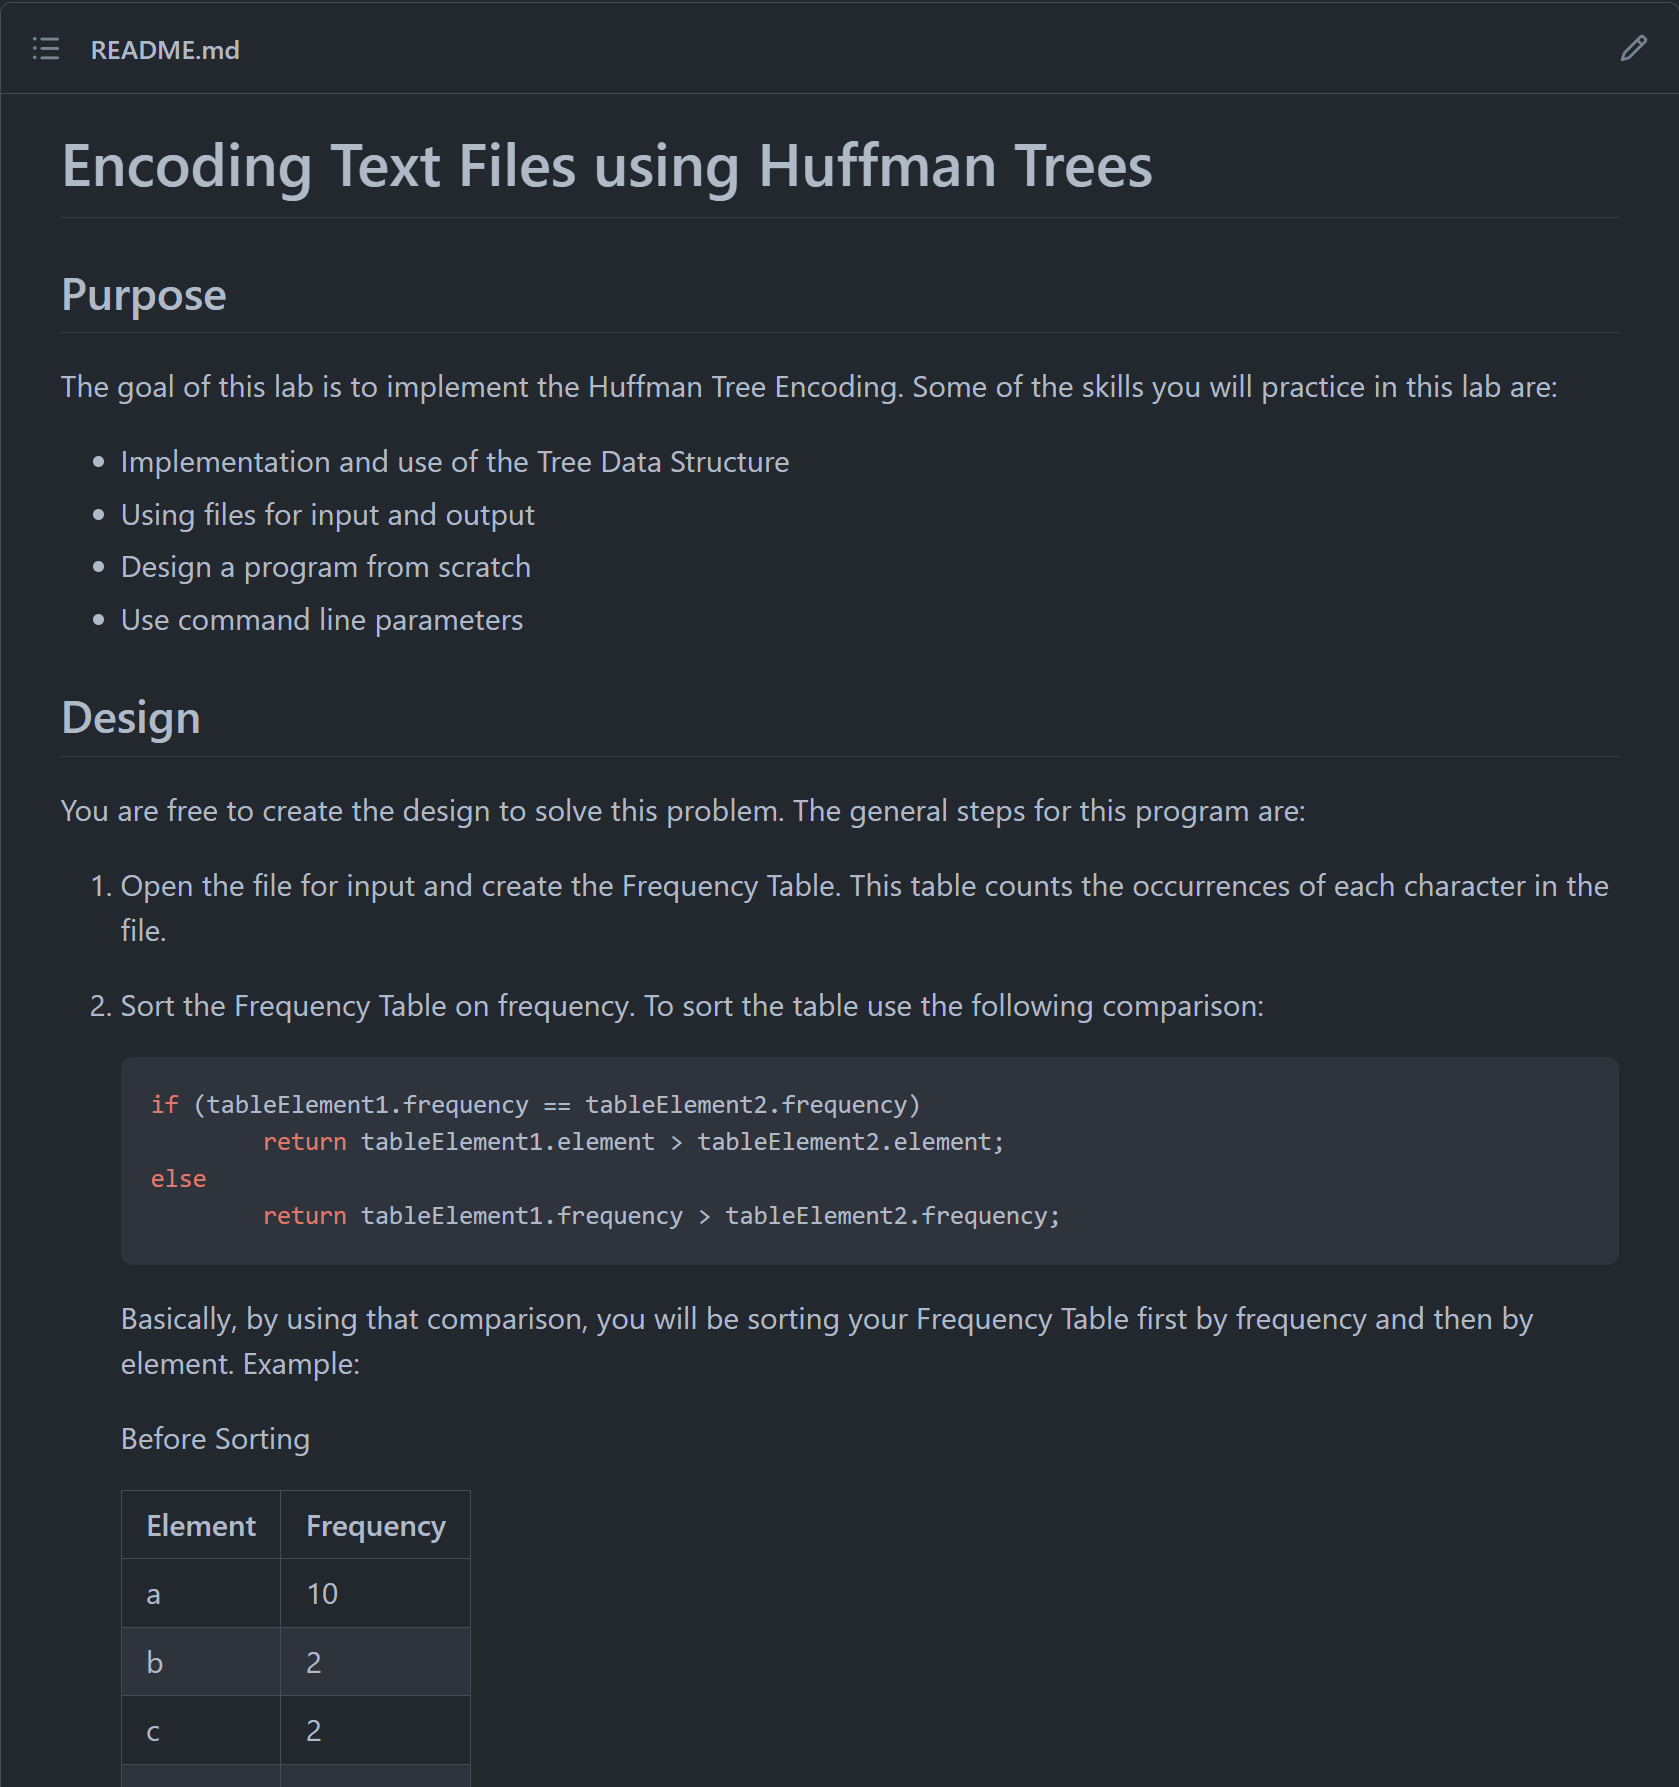 README.md
Encoding Text Files using Huffman Trees
Purpose
The goal of this lab is to implement the Huffman Tree Encoding. Some of the skills you will practice in this lab are:
Implementation and use of the Tree Data Structure
Using files for input and output
Design a program from scratch
Use command line parameters
Design
You are free to create the design to solve this problem. The general steps for this program are:
1. Open the file for input and create the Frequency Table. This table counts the occurrences of each character in the
file.
2. Sort the Frequency Table on frequency. To sort the table use the following comparison:
if (tableElement1.frequency == tableElement2.frequency)
        return tableElement1.element > tableElement2.element;
else
        return tableElement1.frequency > tableElement2.frequency;
Basically, by using that comparison, you will be sorting your Frequency Table first by frequency and then by
element. Example:
Before Sorting
Element Frequency
a 10
b 2
c 2